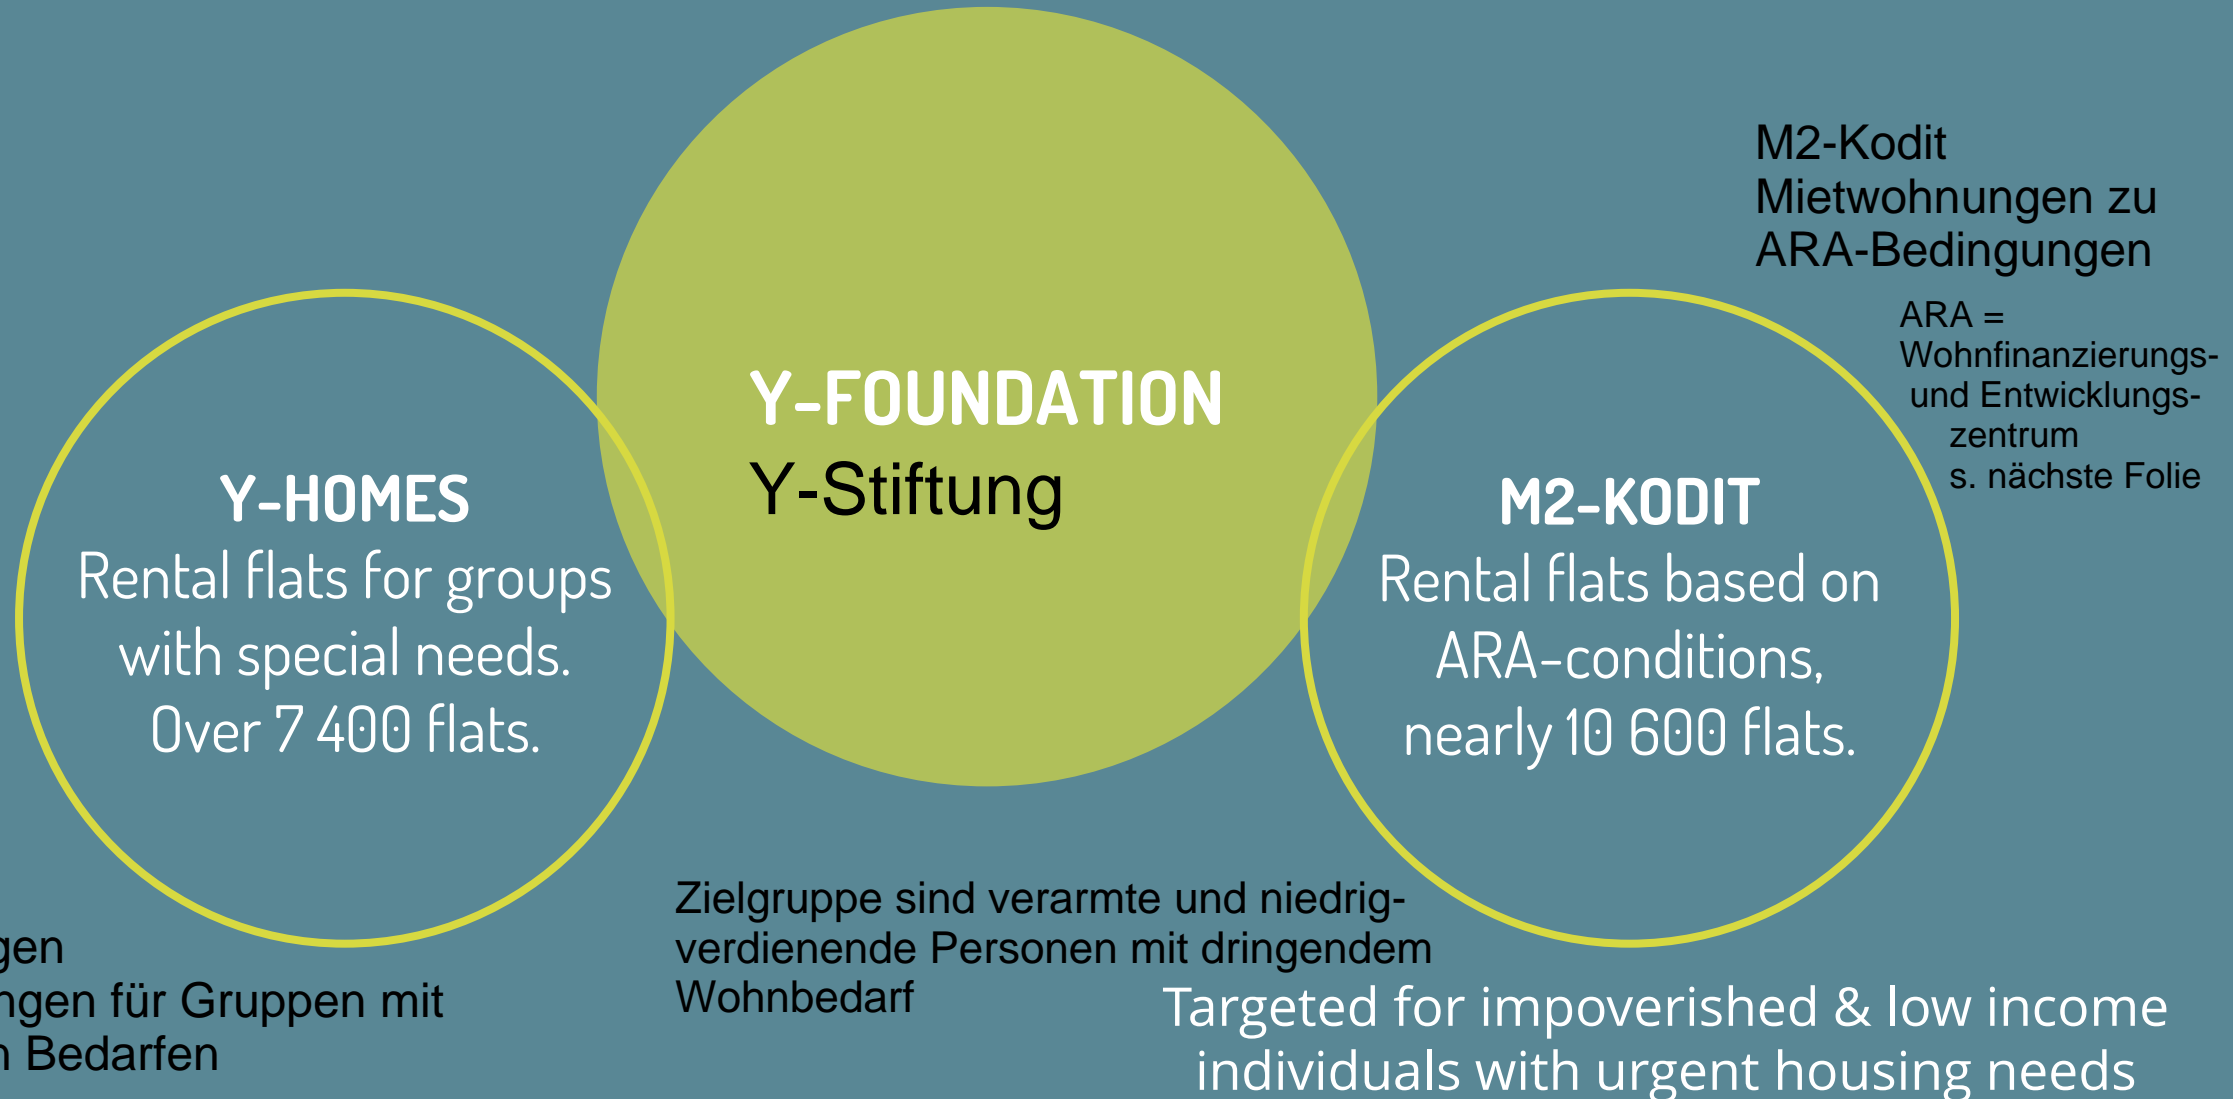 M2-Kodit
Mietwohnungen zu
ARA-Bedingungen
ARA =
Wohnfinanzierungs-
und Entwicklungs-
zentrum
s. nächste Folie
Y-FOUNDATION
Y-Stiftung
Y-HOMES
Rental flats for groups
with special needs.
Over 7 400 flats.
M2-KODIT
Rental flats based on
ARA-conditions,
nearly 10 600 flats.
Zielgruppe sind verarmte und niedrig-
verdienende Personen mit dringendem
Wohnbedarf
für Gruppen mit
Bedarfen
Targeted for impoverished & low income
individuals with urgent housing needs